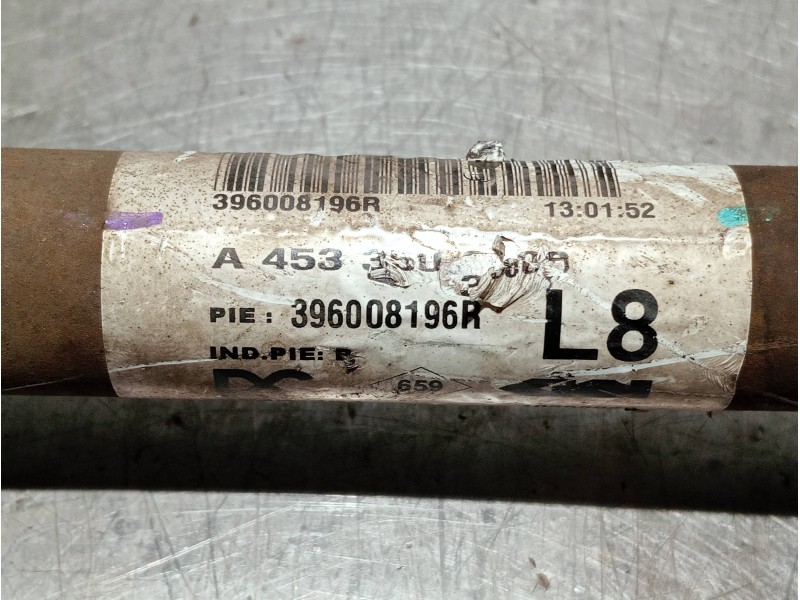 396008196R 13:01:52
A 453
PIE: 396008196R L8
IND.PIE:
659